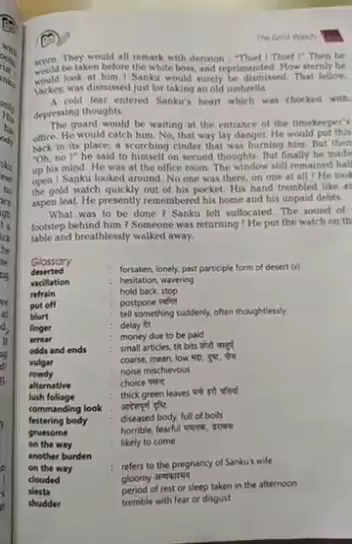 The Gold Watch
scorn. They would all remark with derision : "Thief ! Thief !" Then he
would be taken before the white boss, and reprimended. How sternly he
would look at him ! Sanku would surely be dismissed. That fellow,
Vackey, was dismissed just for taking an old umbrella.
A cold fear entered Sanku's heart which was chocked with
depressing thoughts.
The guard would be waiting at the entrance of the timekeeper's
office. He would catch him. No, that way lay danger. He would put this
back in its place, a scorching cinder that was burning him. But then
"Oh, no !" he said to himself on second thoughts. But finally he made
up his mind. He was at the office room. The window still remained half
open ! Sanku looked around. No one was there, on one at all ! He took
the gold watch quickly out of his pocket. His hand trembled like an
aspen leaf. He presently remembered his home and his unpaid debts.
What was to be done ? Sanku felt suffocated. The sound of
footstep behind him ? Someone was returning ! He put the watch on the
table and breathlessly walked away.
Glossary
deserted : forsaken, lonely, past participle form of desert (v)
vacillation : hesitation, wavering
refrain : hold back, stop
put off : postpone स्थगित
blurt : tell something suddenly, often thoughtlessly
linger : delay देर
arrear : money due to be paid
odds and ends : small articles, tit bits छोटी वस्तुएँ
vulgar : coarse, mean, low भद्दा, दुष्ट, नीच
rowdy : noise mischievous
alternative : choice पसन्द
lush foliage : thick green leaves घनी हरी पत्तियाँ
commanding look : आदेशपूर्ण दृष्टि
festering body : diseased body, full of boils
gruesome : horrible, fearful भयानक, डरावना
on the way : likely to come
another burden
on the way : refers to the pregnancy of Sanku's wife
clouded : gloomy अन्धकारमय
siesta : period of rest or sleep taken in the afternoon
shudder : tremble with fear or disgust